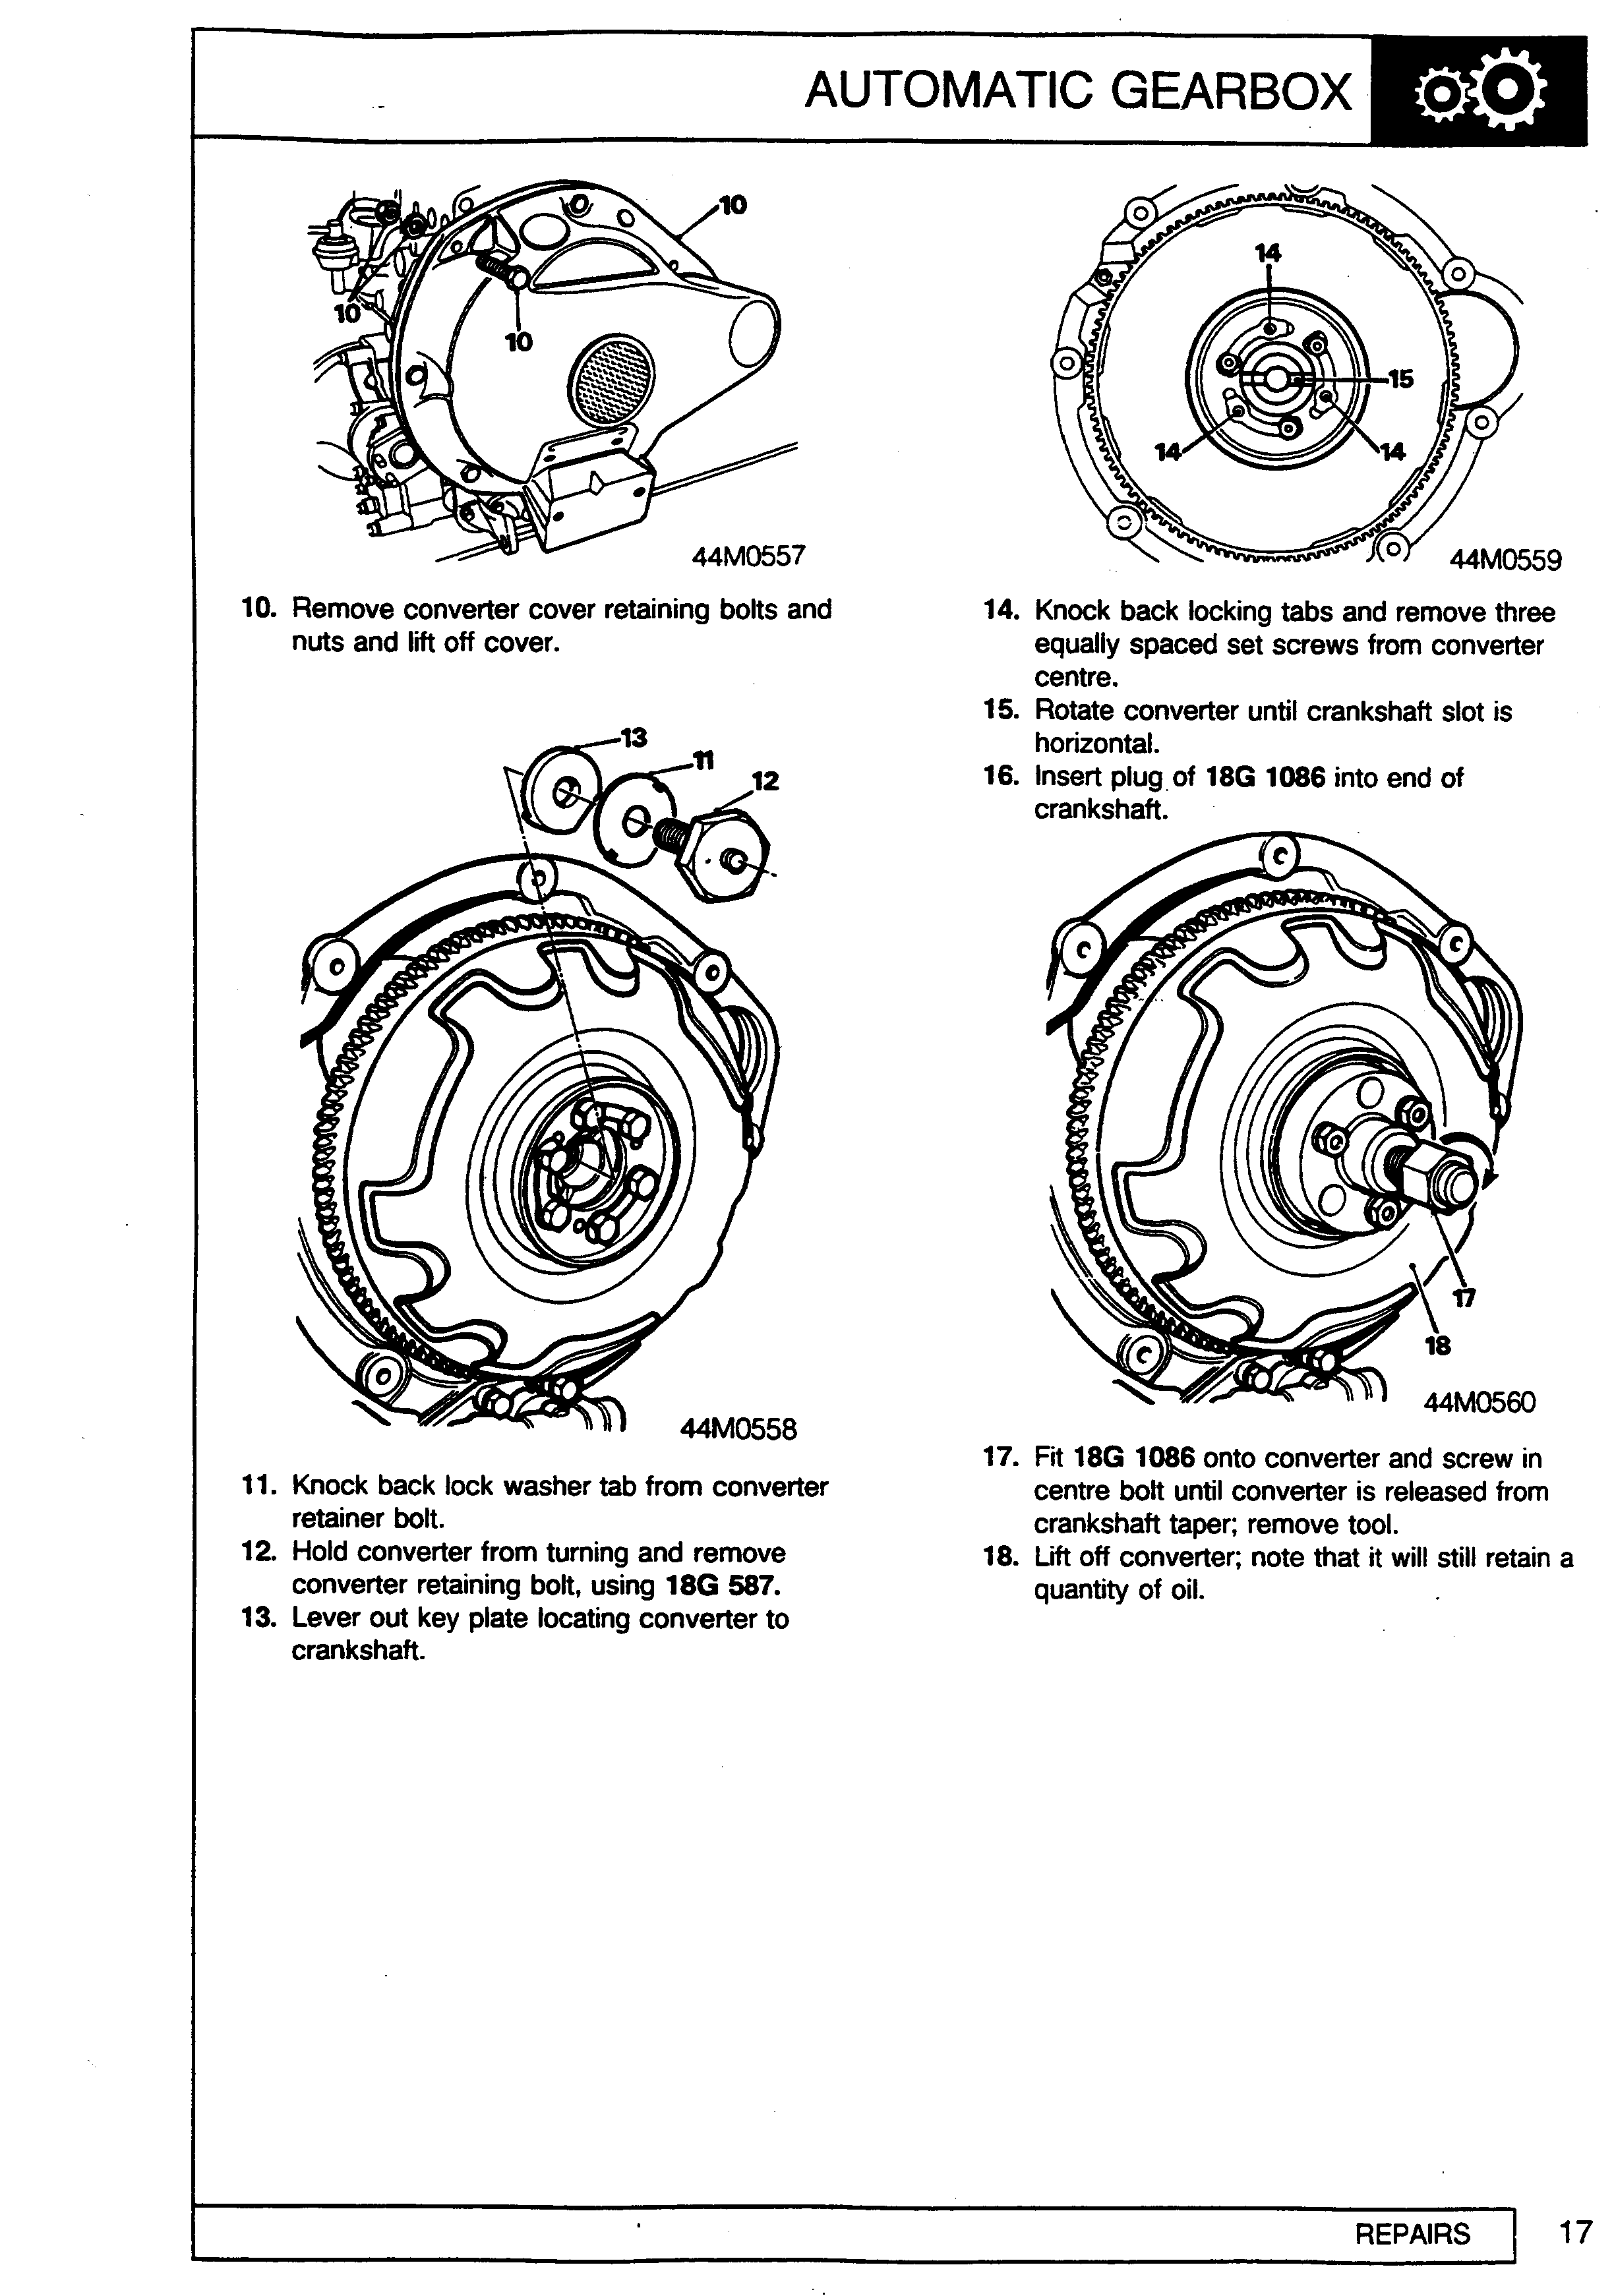 AUTOMATIC GEARBOX
10
10
10
44M0557
10. Remove converter cover retaining bolts and
nuts and lift off cover.
13
11
12
44M0558
11. Knock back lock washer tab from converter
retainer bolt.
12. Hold converter from turning and remove
converter retaining bolt, using 18G 587.
13. Lever out key plate locating converter to
crankshaft.
14
15
14
14
44M0559
14. Knock back locking tabs and remove three
equally spaced set screws from converter
centre.
15. Rotate converter until crankshaft slot is
horizontal.
16. Insert plug of 18G 1086 into end of
crankshaft.
17
18
44M0560
17. Fit 18G 1086 onto converter and screw in
centre bolt until converter is released from
crankshaft taper; remove tool.
18. Lift off converter; note that it will still retain a
quantity of oil.
REPAIRS
17